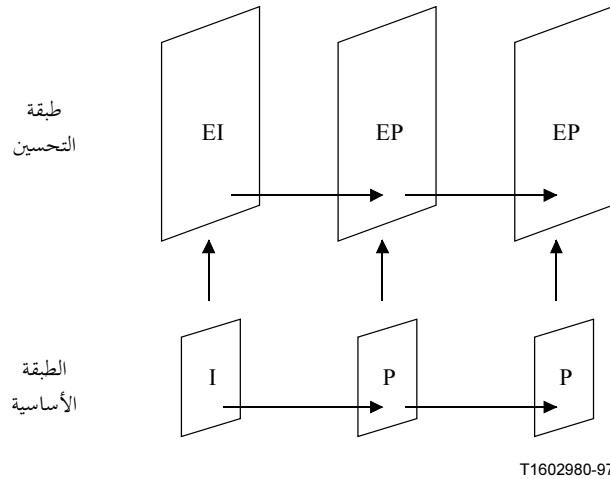 طبقة
التحسين
EI
EP
EP
الطبقة
الأساسية
I
P
P
T1602980-97